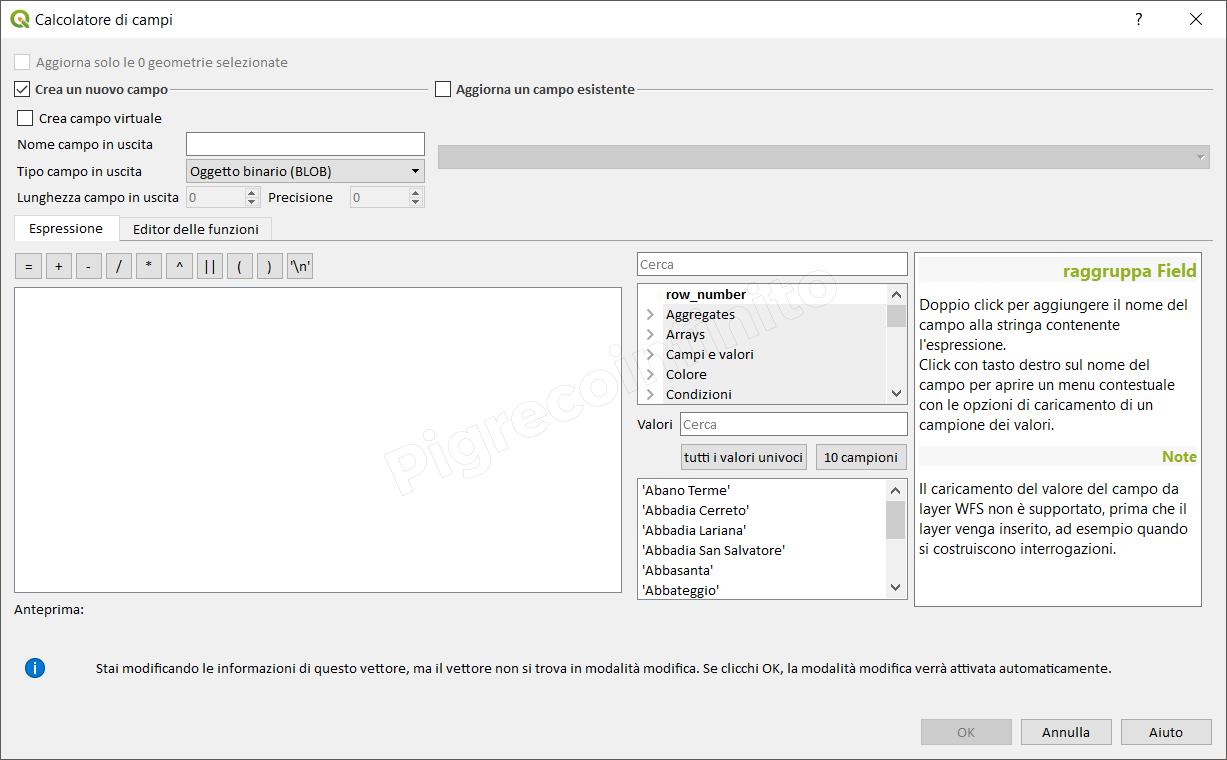 Calcolatore di campi
?
Aggiorna solo le 0 geometrie selezionate
Crea un nuovo campo
Aggiorna un campo esistente
Crea campo virtuale
Nome campo in uscita
Tipo campo in uscita
Oggetto binario (BLOB)
Lunghezza campo in uscita
0
Precisione
0
Espressione
Editor delle funzioni
= + - / * ^ || ( ) '\n'
Cerca
row_number
Aggregates
Arrays
Campi e valori
Colore
Condizioni
Valori
Cerca
tutti i valori univoci
10 campioni
'Abano Terme'
'Abbadia Cerreto'
'Abbadia Lariana'
'Abbadia San Salvatore'
'Abbasanta'
'Abbateggio'
raggruppa Field
Doppio click per aggiungere il nome del
campo alla stringa contenente
l'espressione.
Click con tasto destro sul nome del
campo per aprire un menu contestuale
con le opzioni di caricamento di un
campione dei valori.
Note
Il caricamento del valore del campo da
layer WFS non è supportato, prima che il
layer venga inserito, ad esempio quando
si costruiscono interrogazioni.
Pigrecoinfinito
Anteprima:
Stai modificando le informazioni di questo vettore, ma il vettore non si trova in modalità modifica. Se clicchi OK, la modalità modifica verrà attivata automaticamente.
OK
Annulla
Aiuto